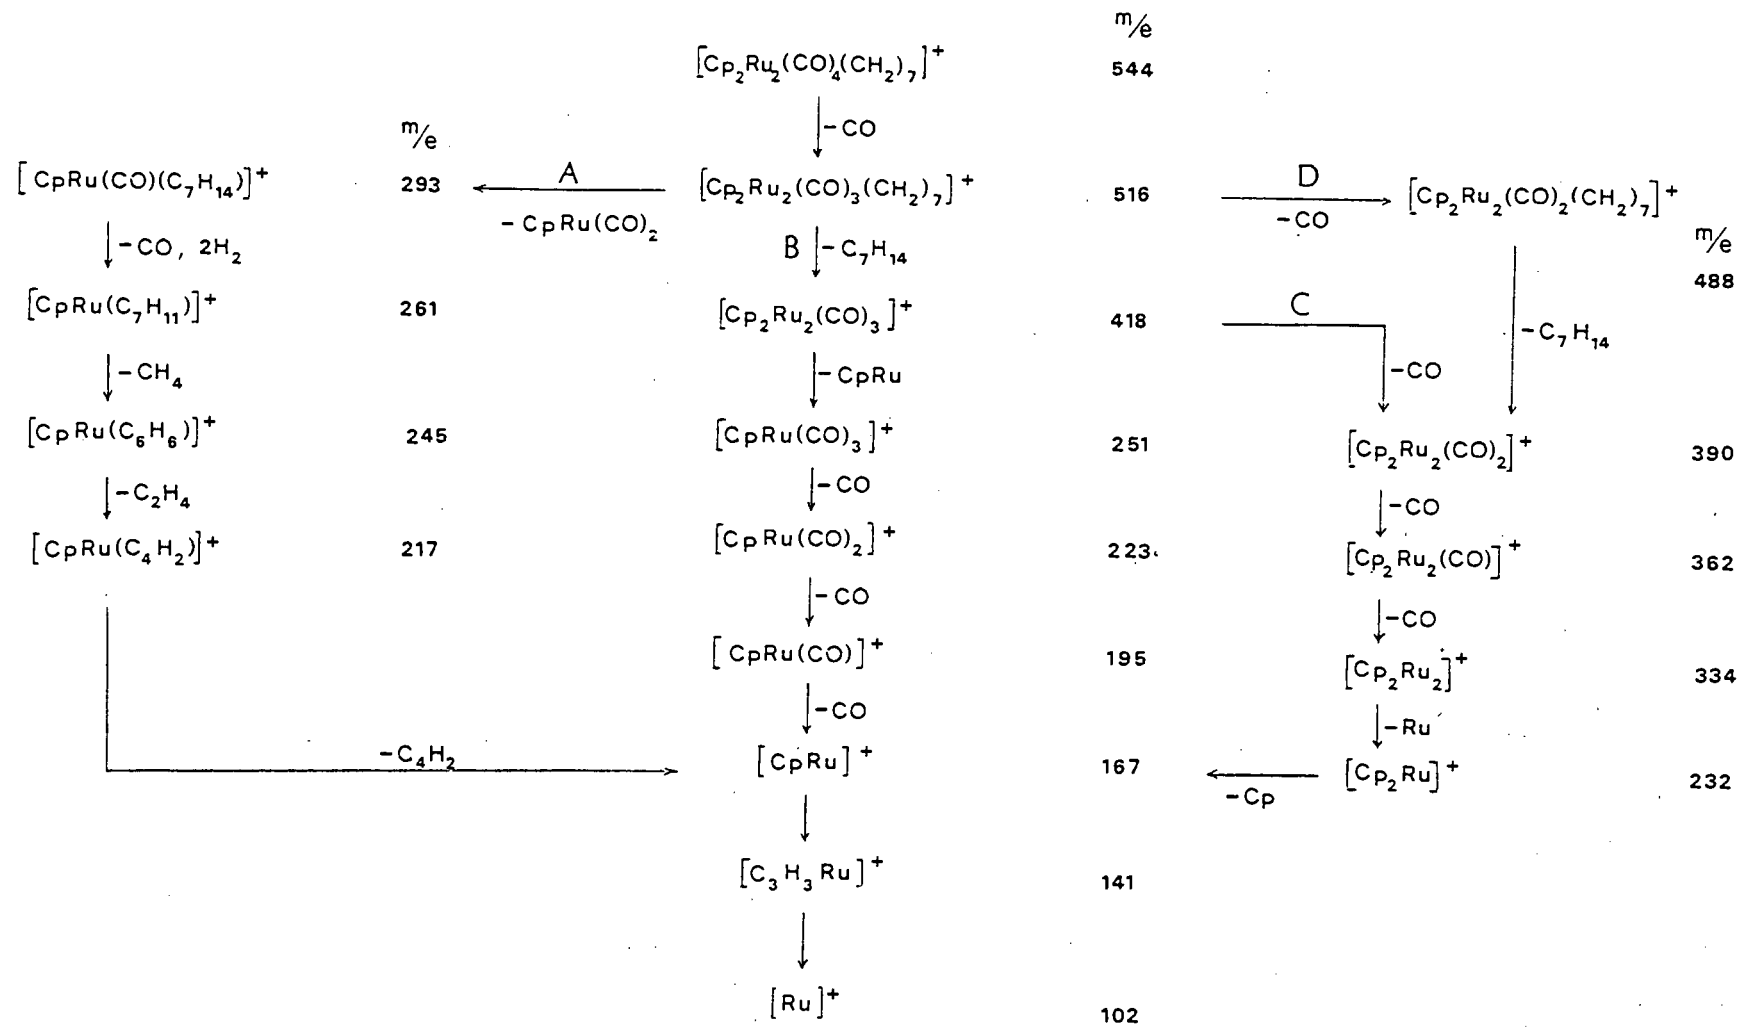 m/e
[Cp₂Ru₂(CO)₄(CH₂)₇]⁺ 544
-CO
m/e
[CpRu(CO)(C₇H₁₄)]⁺ 293 A [Cp₂Ru₂(CO)₃(CH₂)₇]⁺ 516 D [Cp₂Ru₂(CO)₂(CH₂)₇]⁺
-CpRu(CO)₂ -CO
m/e
-CO, 2H₂ B -C₇H₁₄
488
[CpRu(C₇H₁₁)]⁺ 261 [Cp₂Ru₂(CO)₃]⁺ 418 C
-C₇H₁₄
-CH₄ -CpRu -CO
[CpRu(C₆H₆)]⁺ 245 [CpRu(CO)₃]⁺ 251 [Cp₂Ru₂(CO)₂]⁺ 390
-C₂H₄ -CO -CO
[CpRu(C₄H₂)]⁺ 217 [CpRu(CO)₂]⁺ 223 [Cp₂Ru₂(CO)]⁺ 362
-CO -CO
[CpRu(CO)]⁺ 195 [Cp₂Ru₂]⁺ 334
-CO -Ru
-C₄H₂ [CpRu]⁺ 167 -Cp [Cp₂Ru]⁺ 232
[C₃H₃Ru]⁺ 141
[Ru]⁺ 102